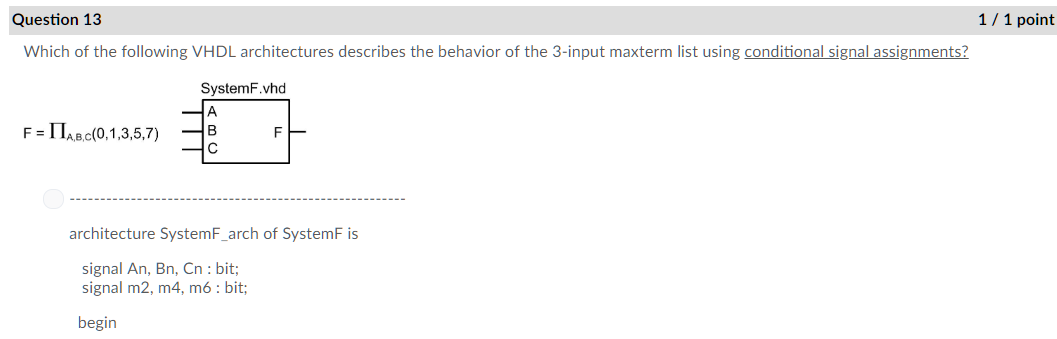 Question 13
1 / 1 point
Which of the following VHDL architectures describes the behavior of the 3-input maxterm list using conditional signal assignments?
SystemF.vhd
A
F = ∏A,B,C(0,1,3,5,7)
B
F
C
-------------------------------------------------------
architecture SystemF_arch of SystemF is
signal An, Bn, Cn : bit;
signal m2, m4, m6 : bit;
begin